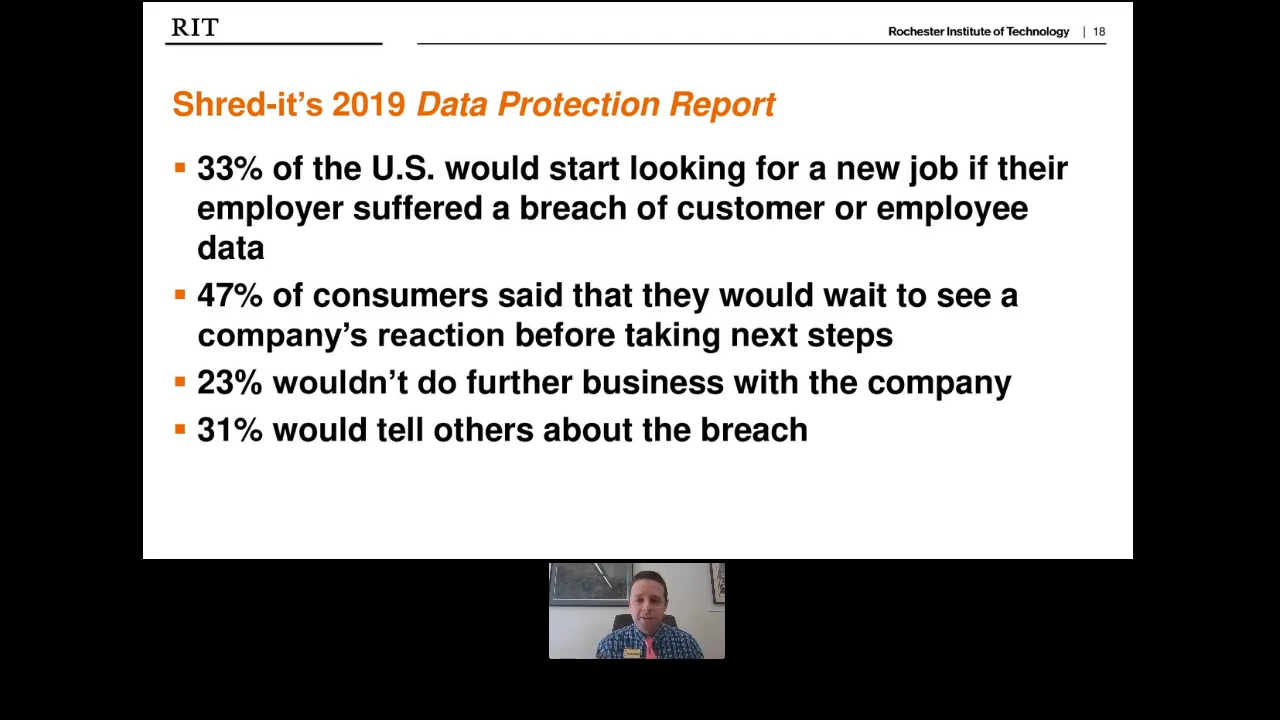 RIT
Rochester Institute of Technology | 18
Shred-it’s 2019 Data Protection Report
▪ 33% of the U.S. would start looking for a new job if their
employer suffered a breach of customer or employee
data
▪ 47% of consumers said that they would wait to see a
company’s reaction before taking next steps
▪ 23% wouldn’t do further business with the company
▪ 31% would tell others about the breach